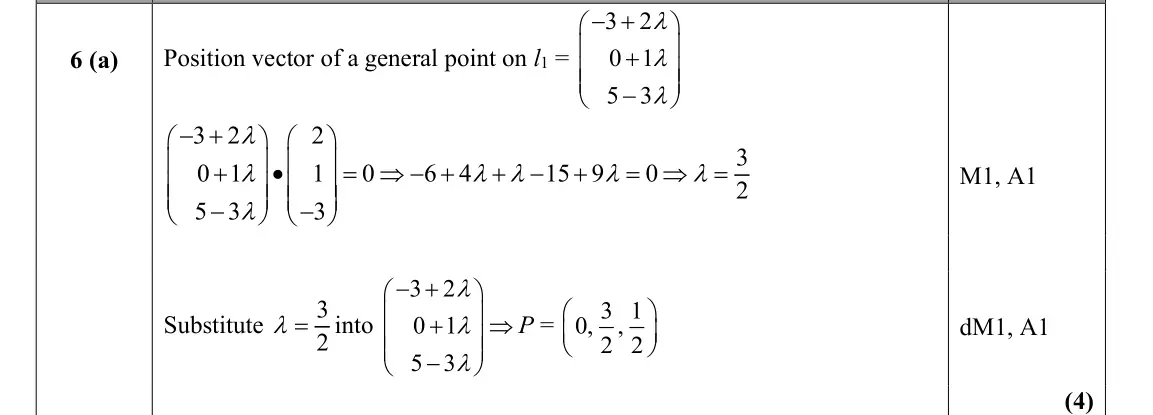 6 (a)
Position vector of a general point on l₁ = (−3 + 2λ, 0 + 1λ, 5 − 3λ)
(−3 + 2λ, 0 + 1λ, 5 − 3λ) • (2, 1, −3) = 0 ⇒ −6 + 4λ + λ − 15 + 9λ = 0 ⇒ λ = 3/2
M1, A1
Substitute λ = 3/2 into (−3 + 2λ, 0 + 1λ, 5 − 3λ) ⇒ P = (0, 3/2, 1/2)
dM1, A1
(4)